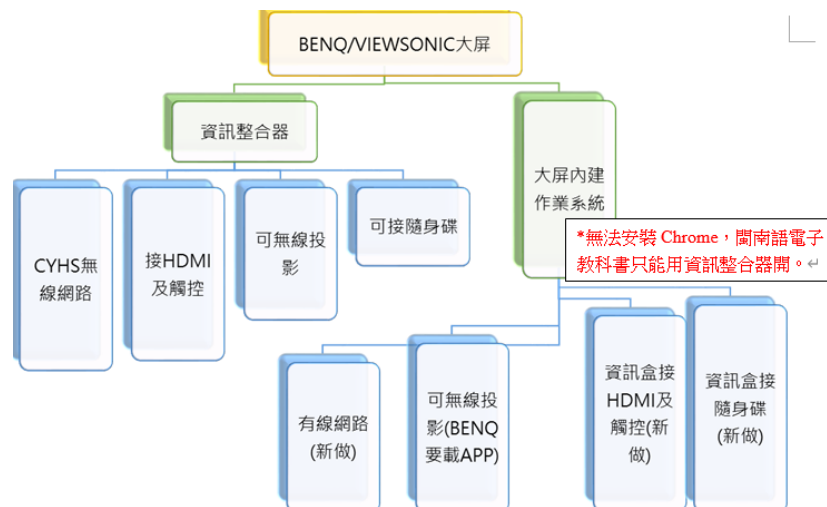 BENQ/VIEWSONIC大屏
資訊整合器
大屏內建
作業系統
*無法安裝 Chrome，閩南語電子
教科書只能用資訊整合器開。↵
CYHS無
線網路
接HDMI
及觸控
可無線投
影
可接隨身碟
有線網路
(新做)
可無線投
影(BENQ
要載APP)
資訊盒接
HDMI及
觸控(新
做)
資訊盒接
隨身碟
(新做)